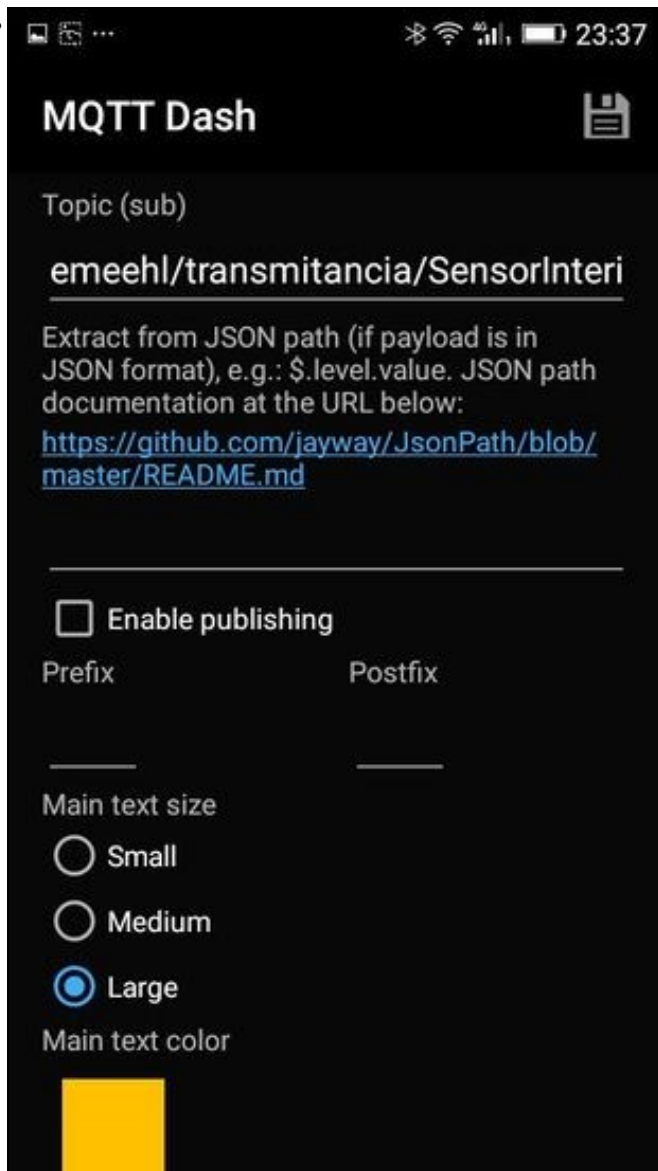 23:37
MQTT Dash
Topic (sub)
emeehl/transmitancia/SensorInteri
Extract from JSON path (if payload is in
JSON format), e.g.: $.level.value. JSON path
documentation at the URL below:
https://github.com/jayway/JsonPath/blob/
master/README.md
Enable publishing
Prefix Postfix
Main text size
Small
Medium
Large
Main text color